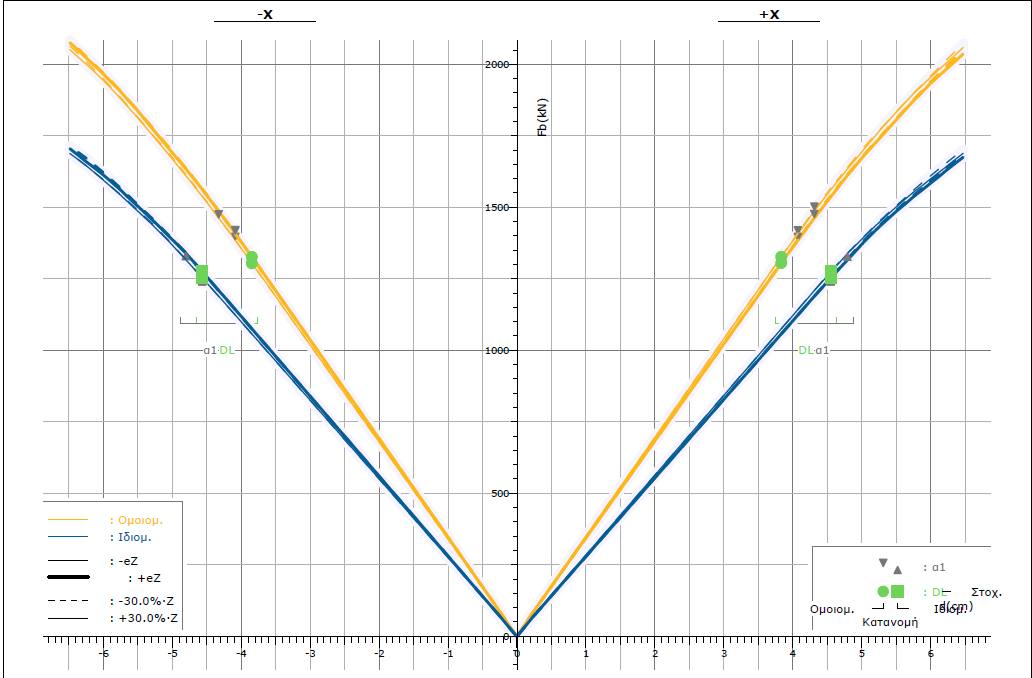 -X
+X
2000
Fb(kN)
1500
1000
α1 DL
DL α1
500
: Ομοιομ.
: Ιδιομ.
: -eZ
: +eZ
: -30.0%·Z
: +30.0%·Z
: α1
: DL
Στοχ.
Ομοιομ.
Ιδιομ.
d(cm)
Κατανομή
0
-6 -5 -4 -3 -2 -1 0 1 2 3 4 5 6